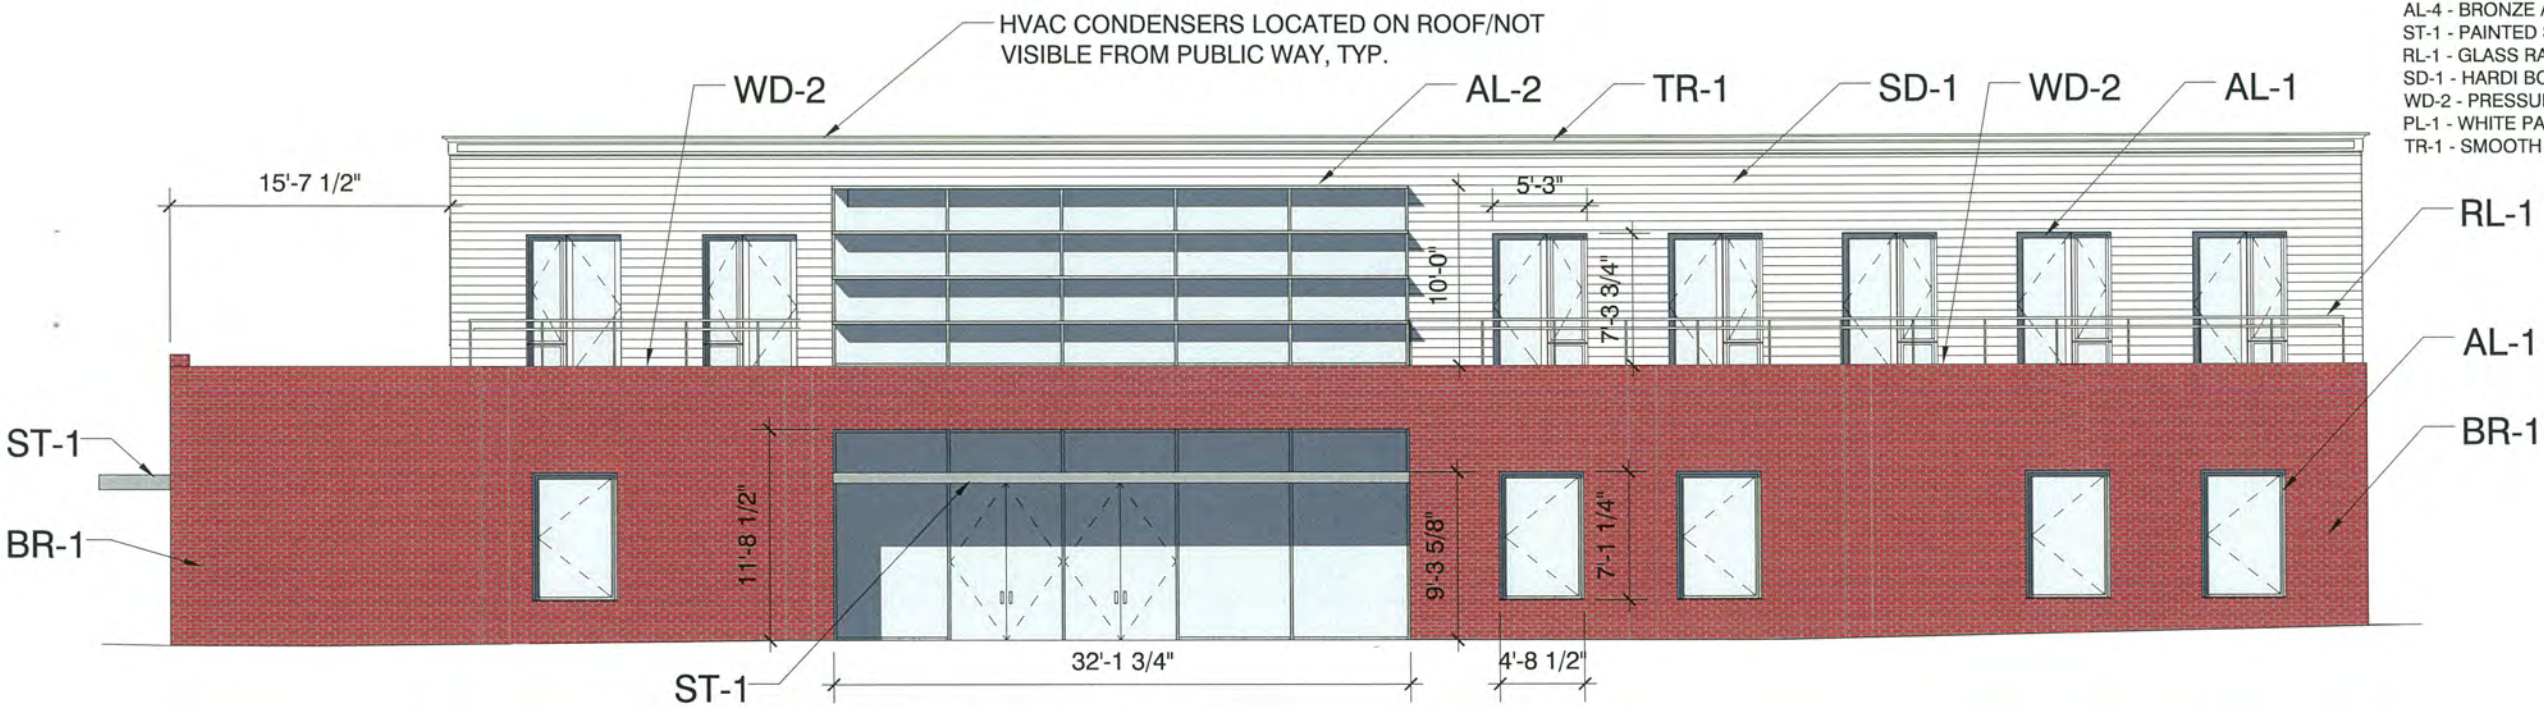 AL-4 - BRONZE
ST-1 - PAINTED
RL-1 - GLASS
SD-1 - HARDI
WD-2 -
PL-1 - WHITE
TR-1 - SMOOTH
HVAC CONDENSERS LOCATED ON ROOF/NOT
VISIBLE FROM PUBLIC WAY, TYP.
WD-2
AL-2
TR-1
SD-1
WD-2
AL-1
15'-7 1/2"
5'-3"
RL-1
10'-0"
7'-3 3/4"
AL-1
ST-1
BR-1
BR-1
11'-8 1/2"
9'-3 5/8"
7'-1 1/4"
32'-1 3/4"
4'-8 1/2"
ST-1